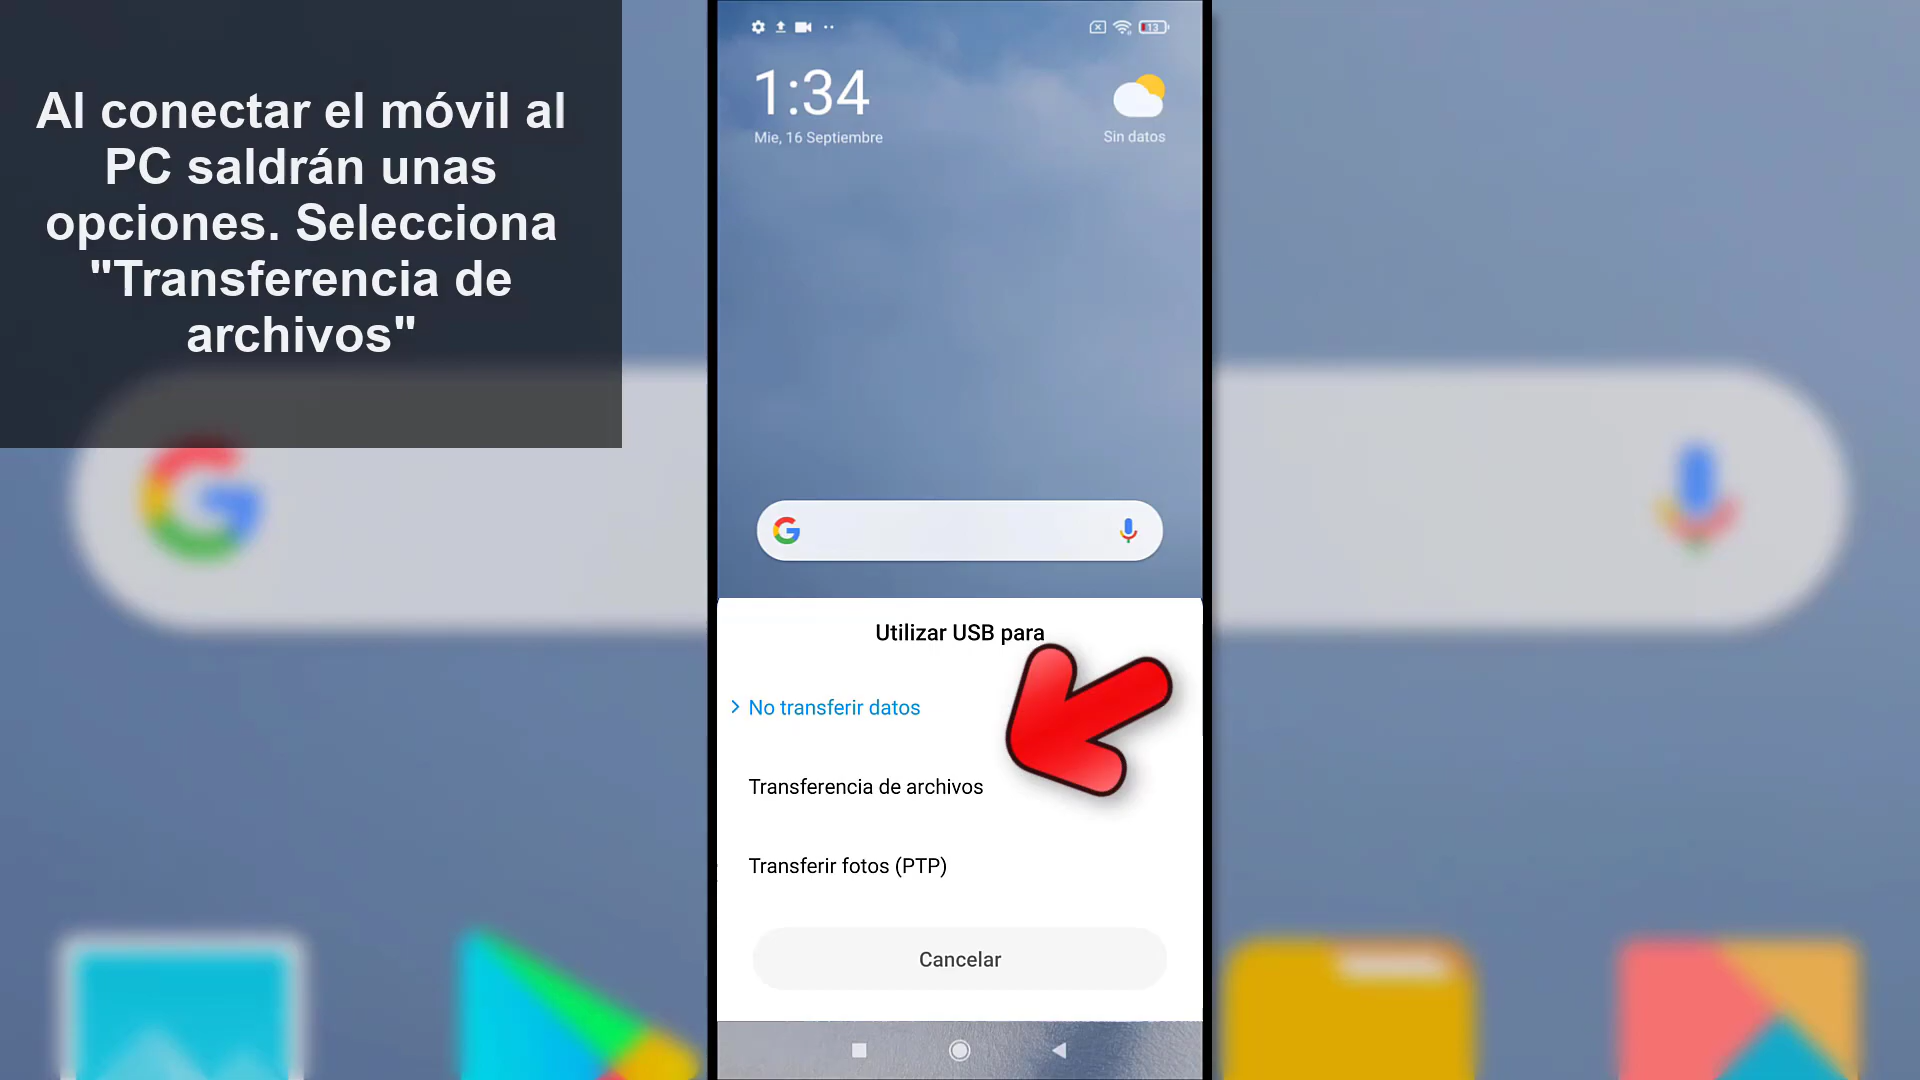 Al conectar el móvil al
PC saldrán unas
opciones. Selecciona
"Transferencia de
archivos"
13
1:34
Mie, 16 Septiembre
Sin datos
Utilizar USB para
No transferir datos
Transferencia de archivos
Transferir fotos (PTP)
Cancelar